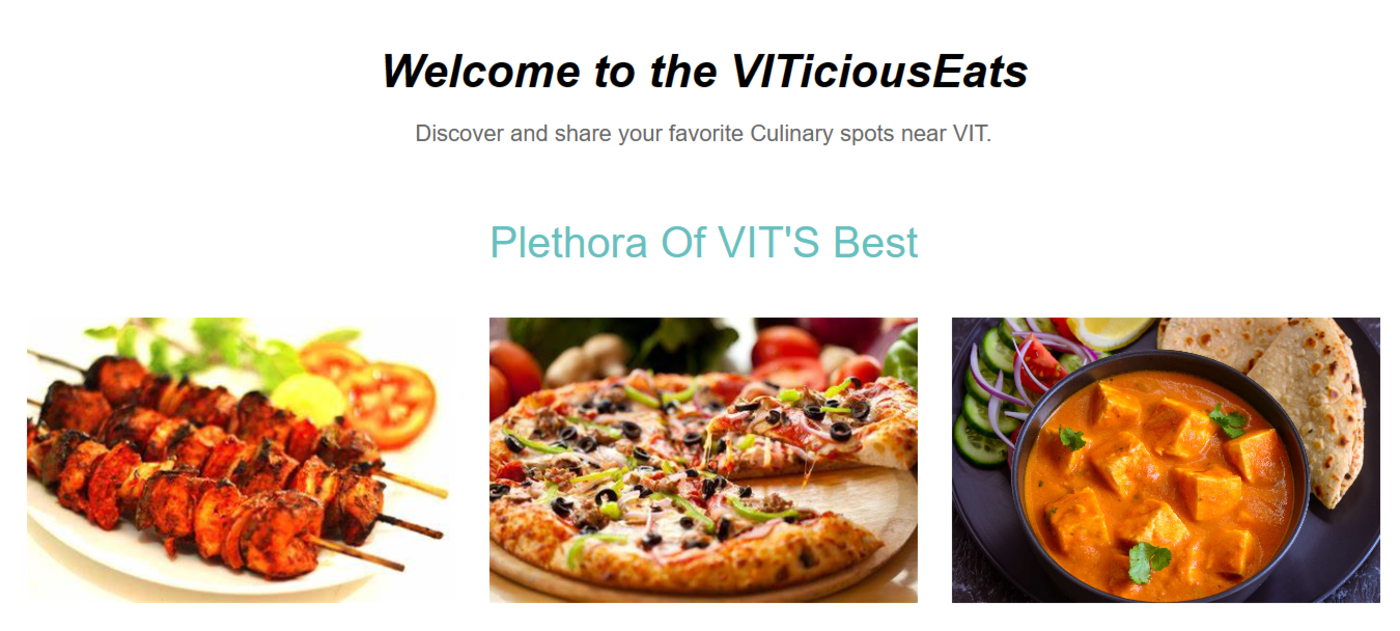 Welcome to the VITiciousEats
Discover and share your favorite Culinary spots near VIT.
Plethora Of VIT'S Best